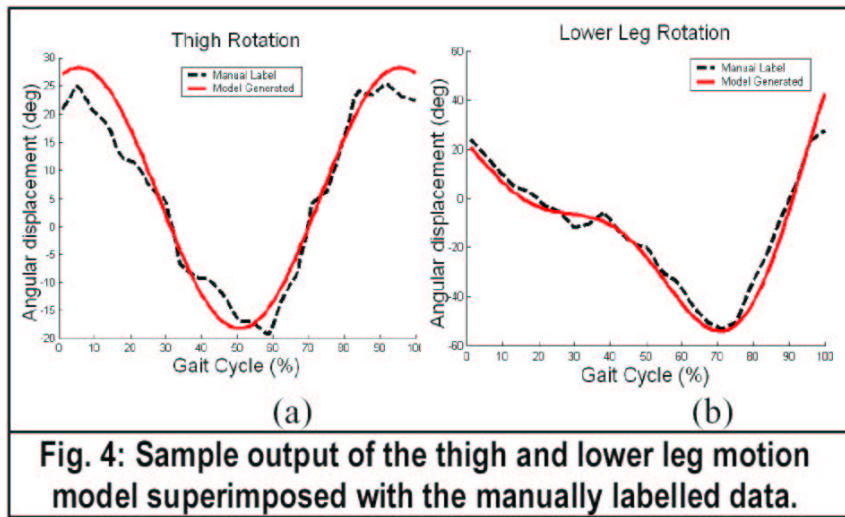 Thigh Rotation
Manual Label
Model Generated
Angular displacement (deg)
30
25
20
15
10
5
0
-5
-10
-15
-20
0 10 20 30 40 50 60 70 80 90 100
Gait Cycle (%)
(a)
Lower Leg Rotation
Manual Label
Model Generated
Angular displacement (deg)
60
40
20
0
-20
-40
-60
0 10 20 30 40 50 60 70 80 90 100
Gait Cycle (%)
(b)
Fig. 4: Sample output of the thigh and lower leg motion
model superimposed with the manually labelled data.